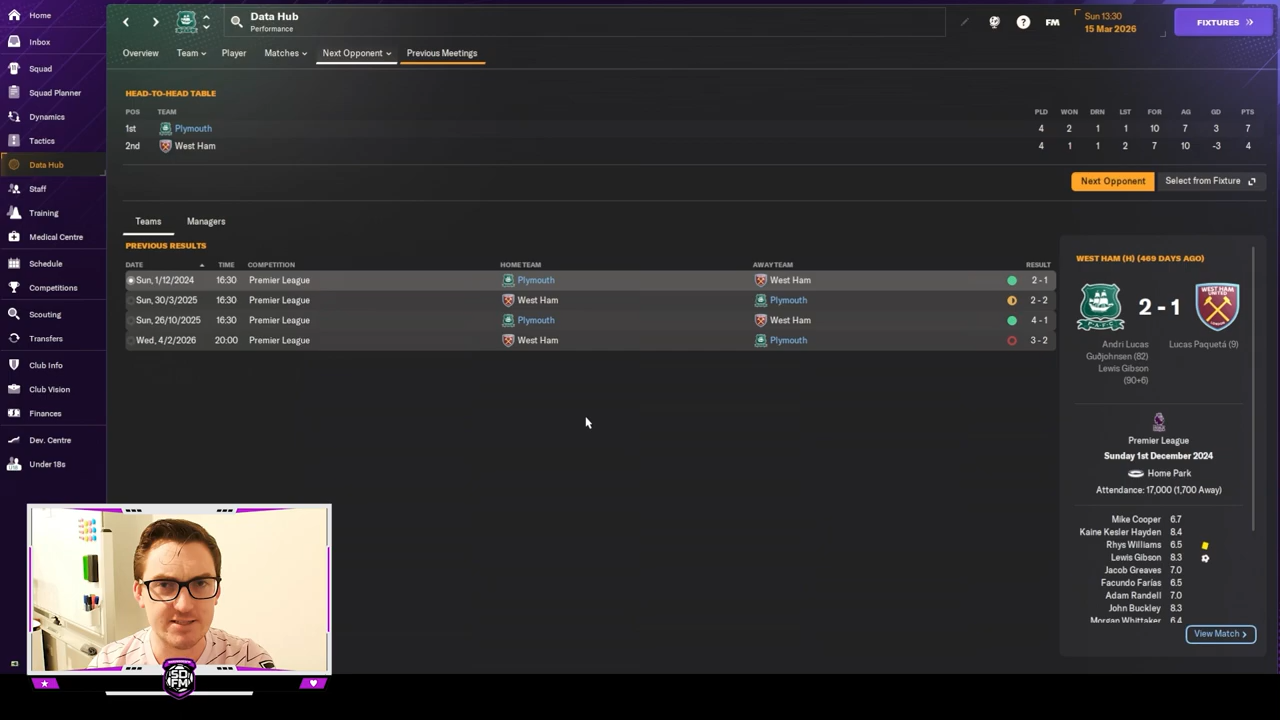 Home
Data Hub
Performance
FM
Sun 13:30
15 Mar 2026
FIXTURES
Inbox
Squad
Squad Planner
Dynamics
Tactics
Data Hub
Staff
Training
Medical Centre
Schedule
Competitions
Scouting
Transfers
Club Info
Club Vision
Finances
Dev. Centre
Under 18s
Overview Team Player Matches Next Opponent Previous Meetings
HEAD-TO-HEAD TABLE
POS TEAM PLD WON DRN LST FOR AG GD PTS
1st Plymouth 4 2 1 1 10 7 3 7
2nd West Ham 4 1 1 2 7 10 -3 4
Next Opponent Select from Fixture
Teams Managers
PREVIOUS RESULTS
DATE TIME COMPETITION HOME TEAM AWAY TEAM RESULT
Sun, 1/12/2024 16:30 Premier League Plymouth West Ham 2 - 1
Sun, 30/3/2025 16:30 Premier League West Ham Plymouth 2 - 2
Sun, 26/10/2025 16:30 Premier League Plymouth West Ham 4 - 1
Wed, 4/2/2026 20:00 Premier League West Ham Plymouth 3 - 2
WEST HAM (H) (469 DAYS AGO)
2 - 1
WEST HAM
UNITED
Andri Lucas Lucas Paquetá (9)
Guðjohnsen (82)
Lewis Gibson
(90+6)
Premier League
Sunday 1st December 2024
Home Park
Attendance: 17,000 (1,700 Away)
Mike Cooper 6.7
Kaine Kesler Hayden 8.4
Rhys Williams 6.5
Lewis Gibson 8.3
Jacob Greaves 7.0
Facundo Farías 6.5
Adam Randell 7.0
John Buckley 8.3
Morgan Whittaker 6.4
View Match
SD
FM